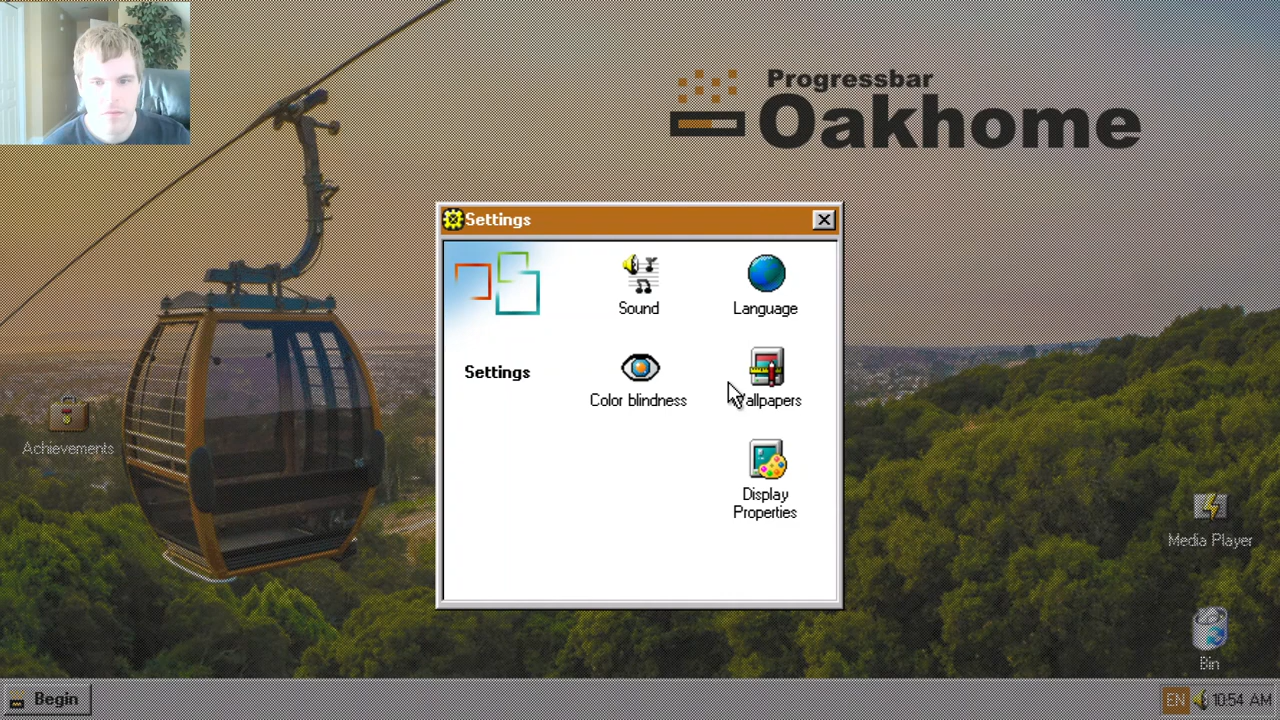 Progressbar
Oakhome
Settings
Sound
Language
Settings
Color blindness
Wallpapers
Display
Properties
Achievements
Media Player
Bin
Begin
EN
10:54 AM